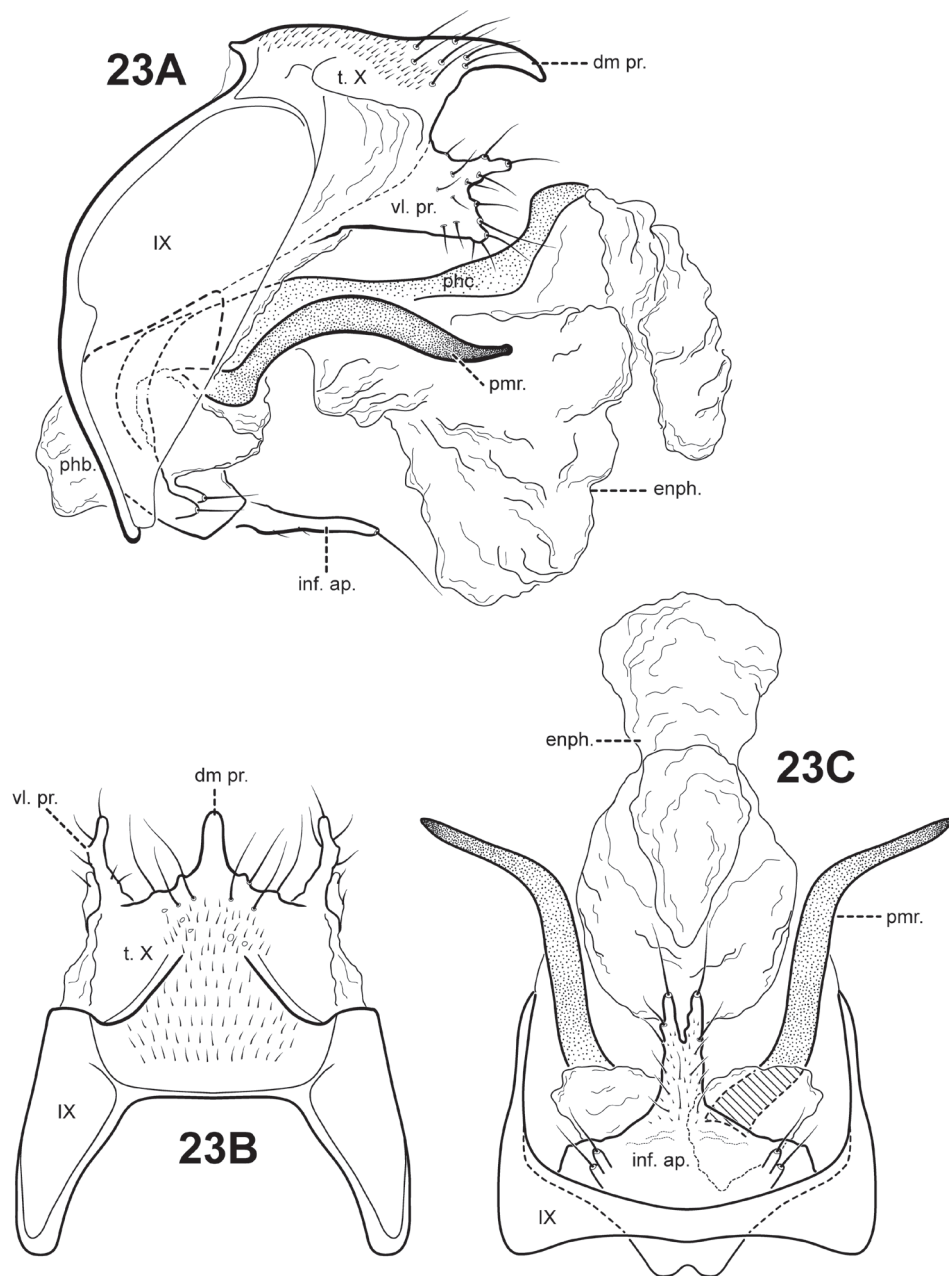 23A
dm pr.
t. X
vl. pr.
IX
phc.
pmr.
phb.
enph.
inf. ap.
enph.
23C
dm pr.
vl. pr.
pmr.
t. X
IX
23B
inf. ap.
IX